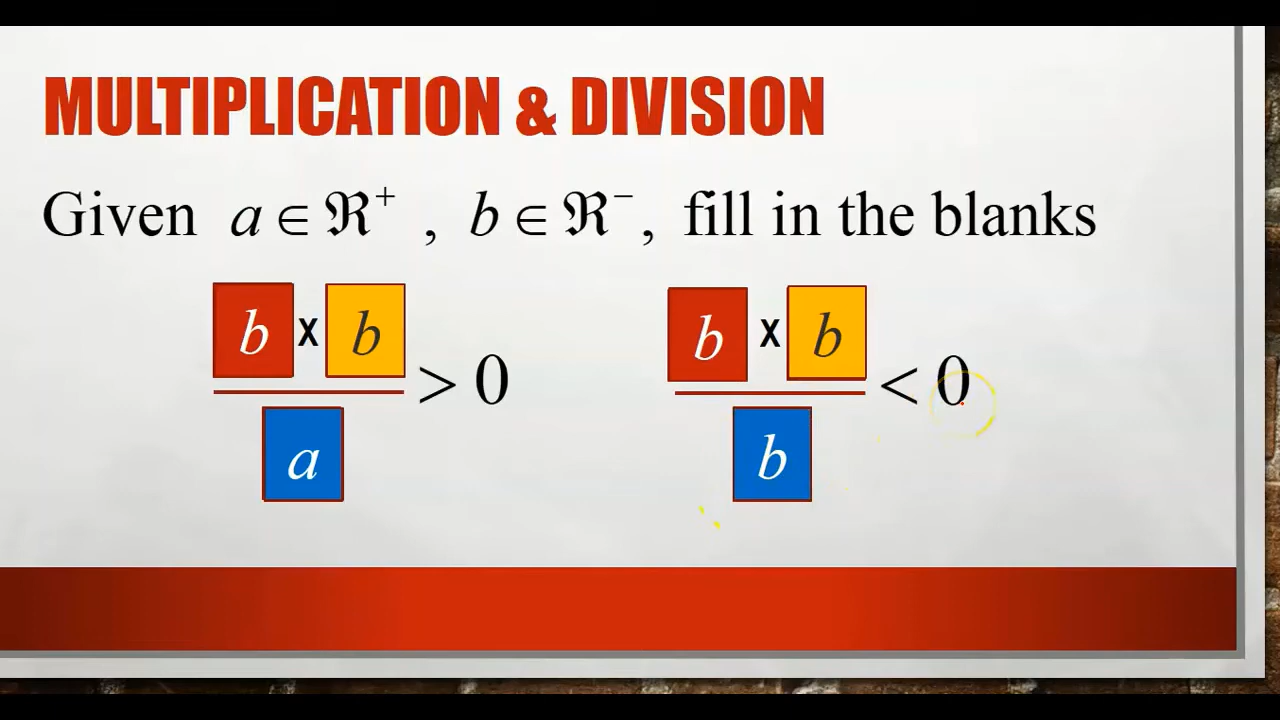 MULTIPLICATION & DIVISION
Given a ∈ ℜ⁺ , b ∈ ℜ⁻, fill in the blanks
b x b
> 0
a
b x b
< 0
b